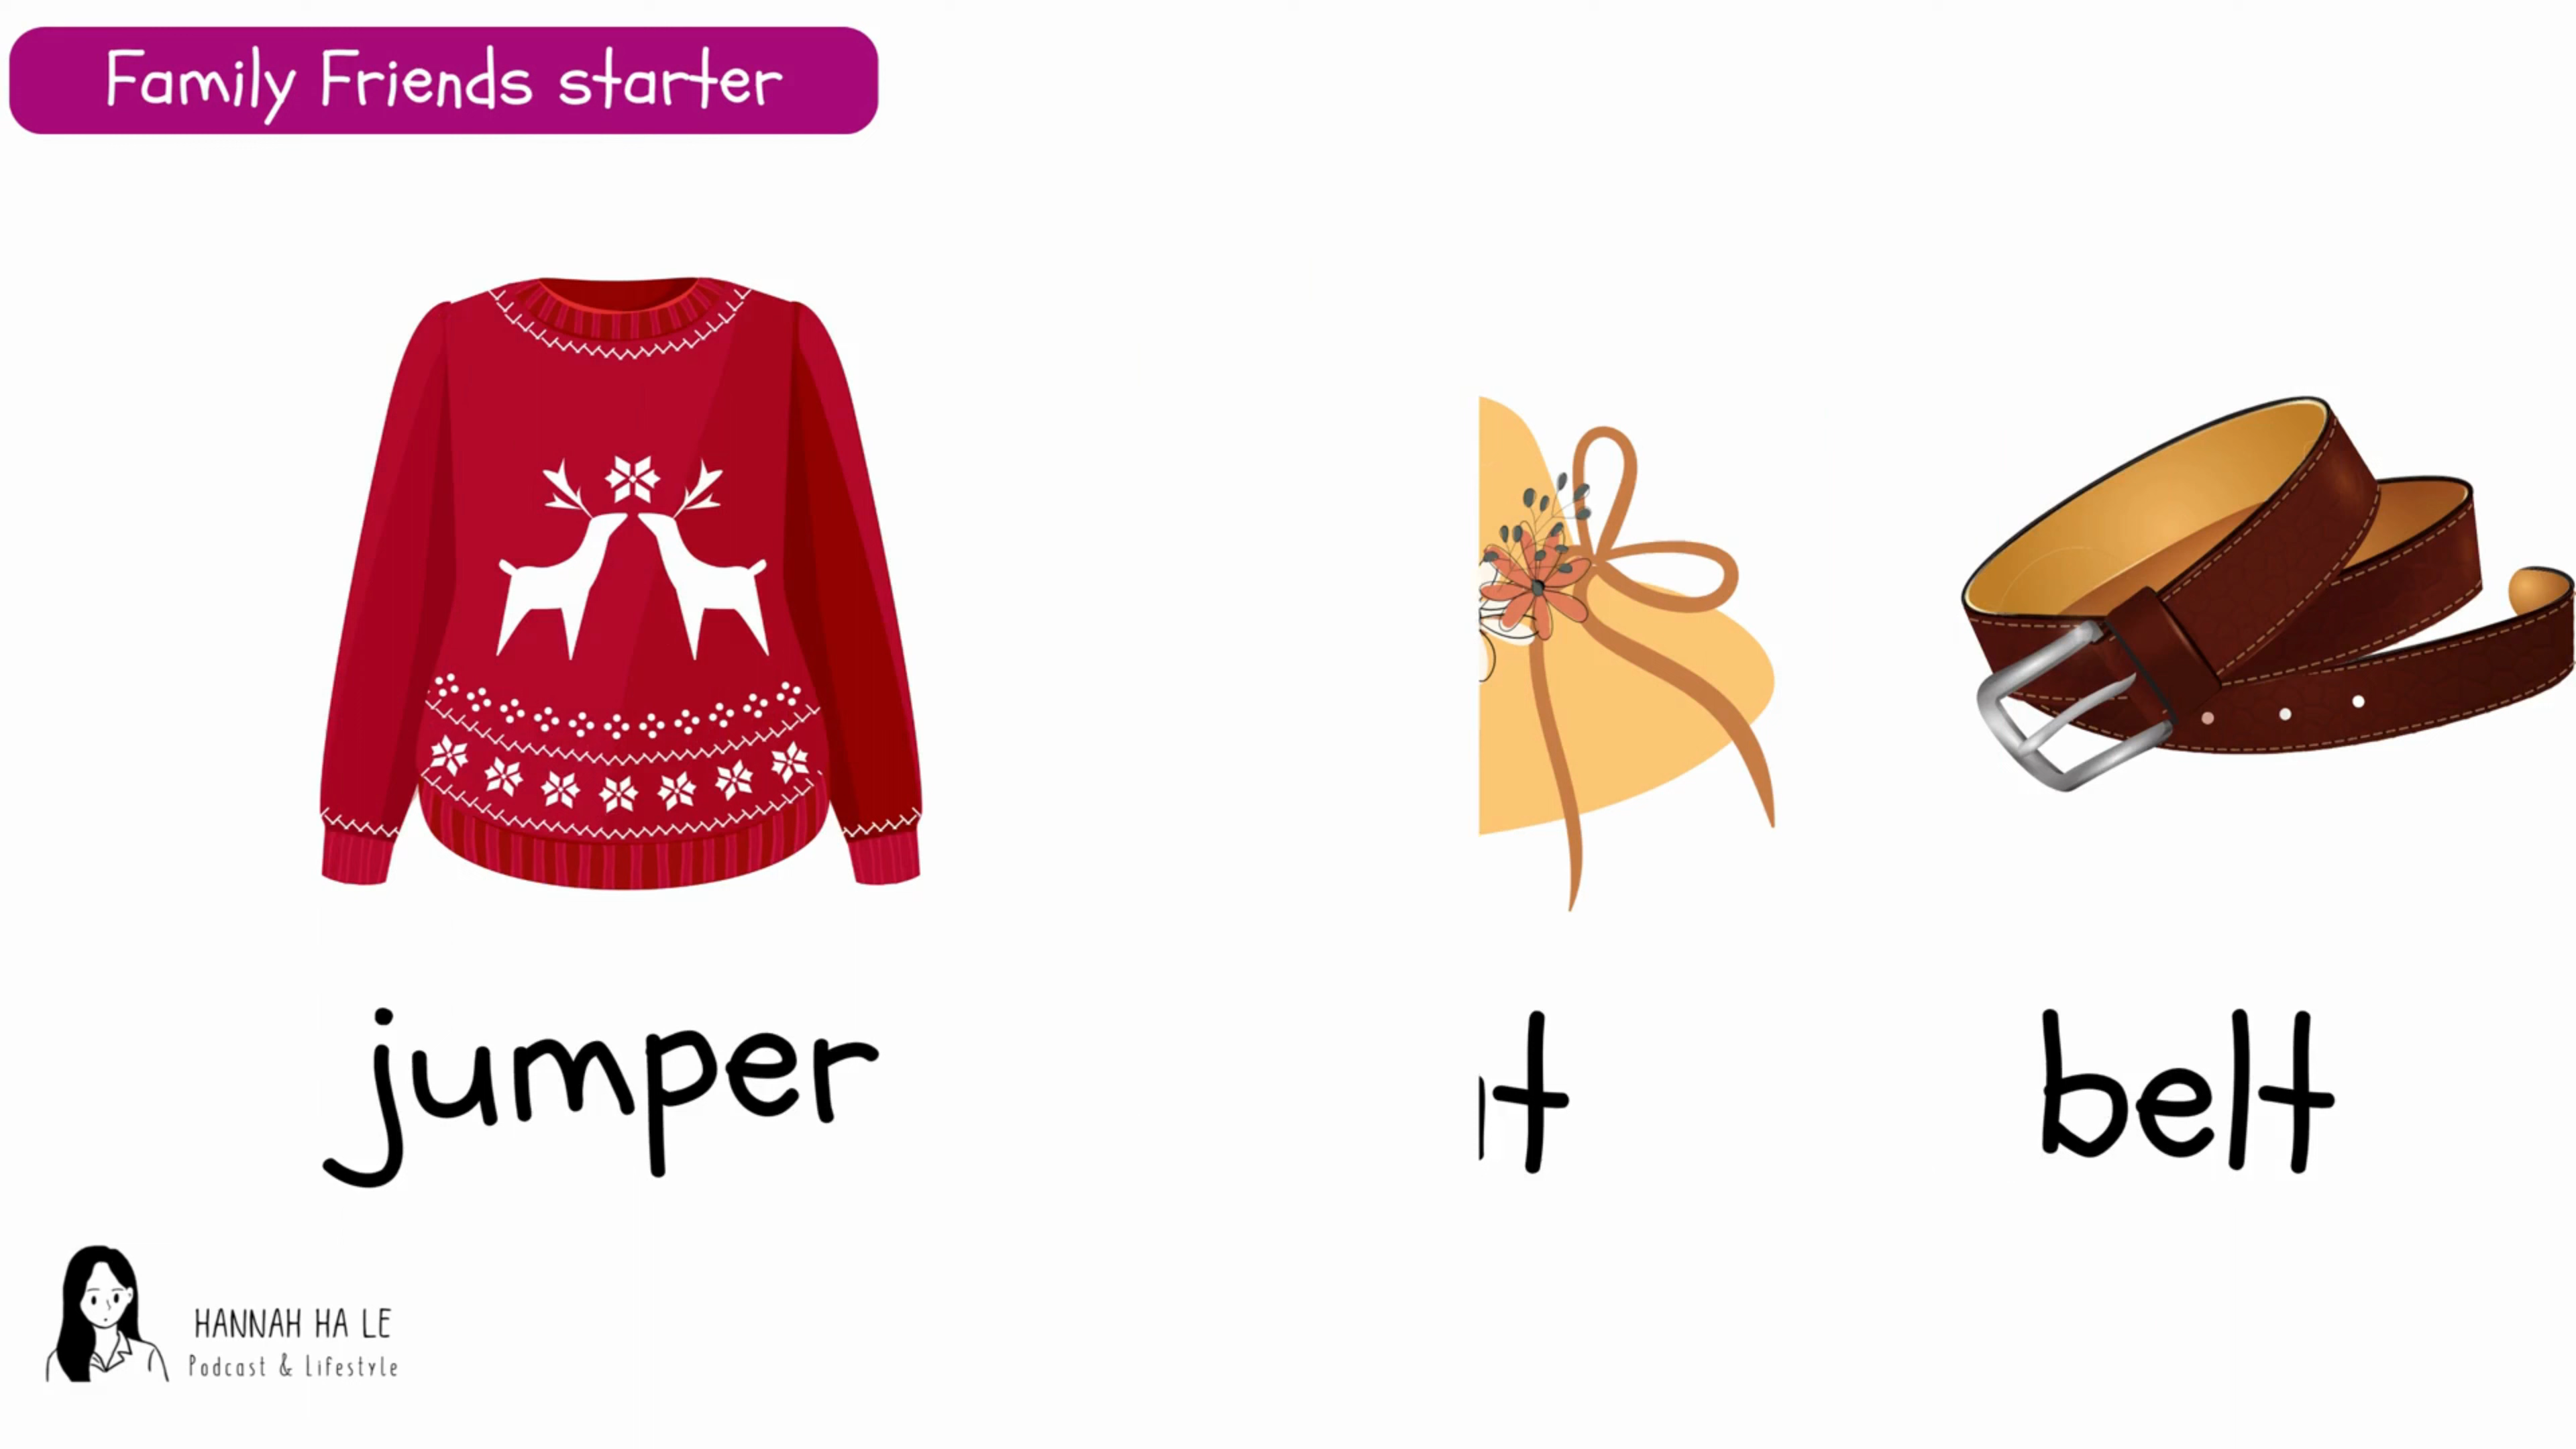 Family Friends starter
jumper
belt
HANNAH HA LE
Podcast & Lifestyle